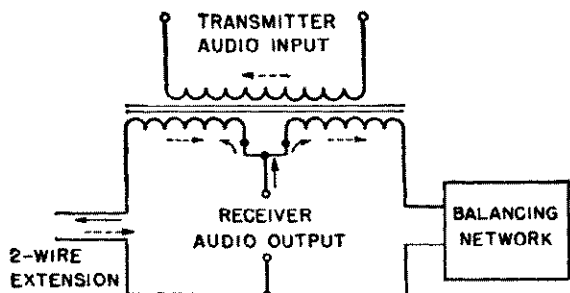 TRANSMITTER
AUDIO INPUT
RECEIVER
AUDIO OUTPUT
BALANCING
NETWORK
2-WIRE
EXTENSION